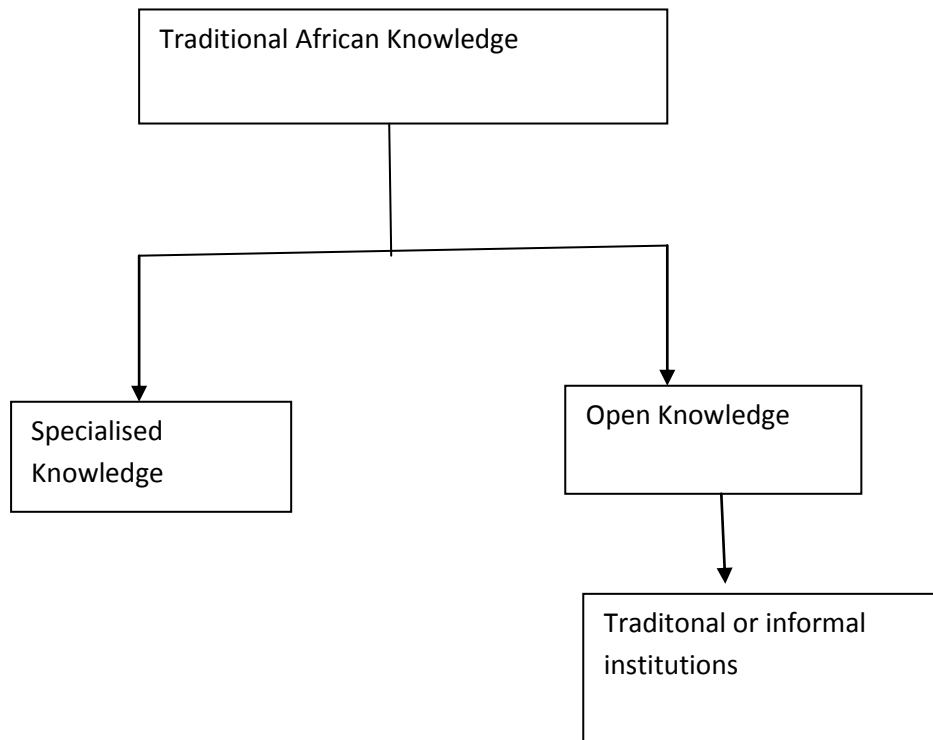 Traditional African Knowledge
Specialised
Knowledge
Open Knowledge
Traditonal or informal
institutions